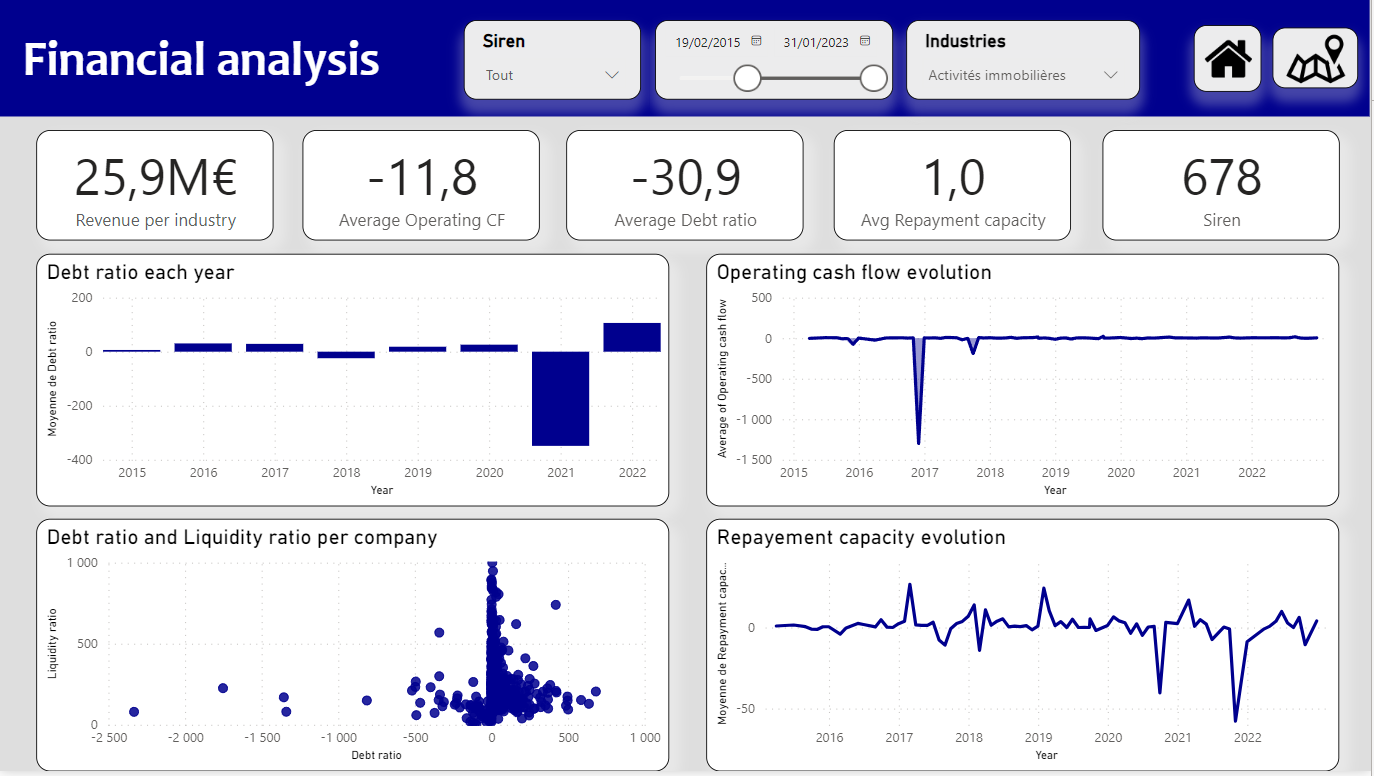 Financial analysis
Siren
Tout
19/02/2015
31/01/2023
Industries
Activités immobilières
25,9M€
Revenue per industry
-11,8
Average Operating CF
-30,9
Average Debt ratio
1,0
Avg Repayment capacity
678
Siren
Debt ratio each year
Moyenne de Debt ratio
200
0
-200
-400
2015 2016 2017 2018 2019 2020 2021 2022
Year
Operating cash flow evolution
Average of Operating cash flow
500
0
-500
-1 000
-1 500
2015 2016 2017 2018 2019 2020 2021 2022
Year
Debt ratio and Liquidity ratio per company
Liquidity ratio
1 000
500
0
-2 500 -2 000 -1 500 -1 000 -500 0 500 1 000
Debt ratio
Repayement capacity evolution
Moyenne de Repayment capac...
0
-50
2016 2017 2018 2019 2020 2021 2022
Year